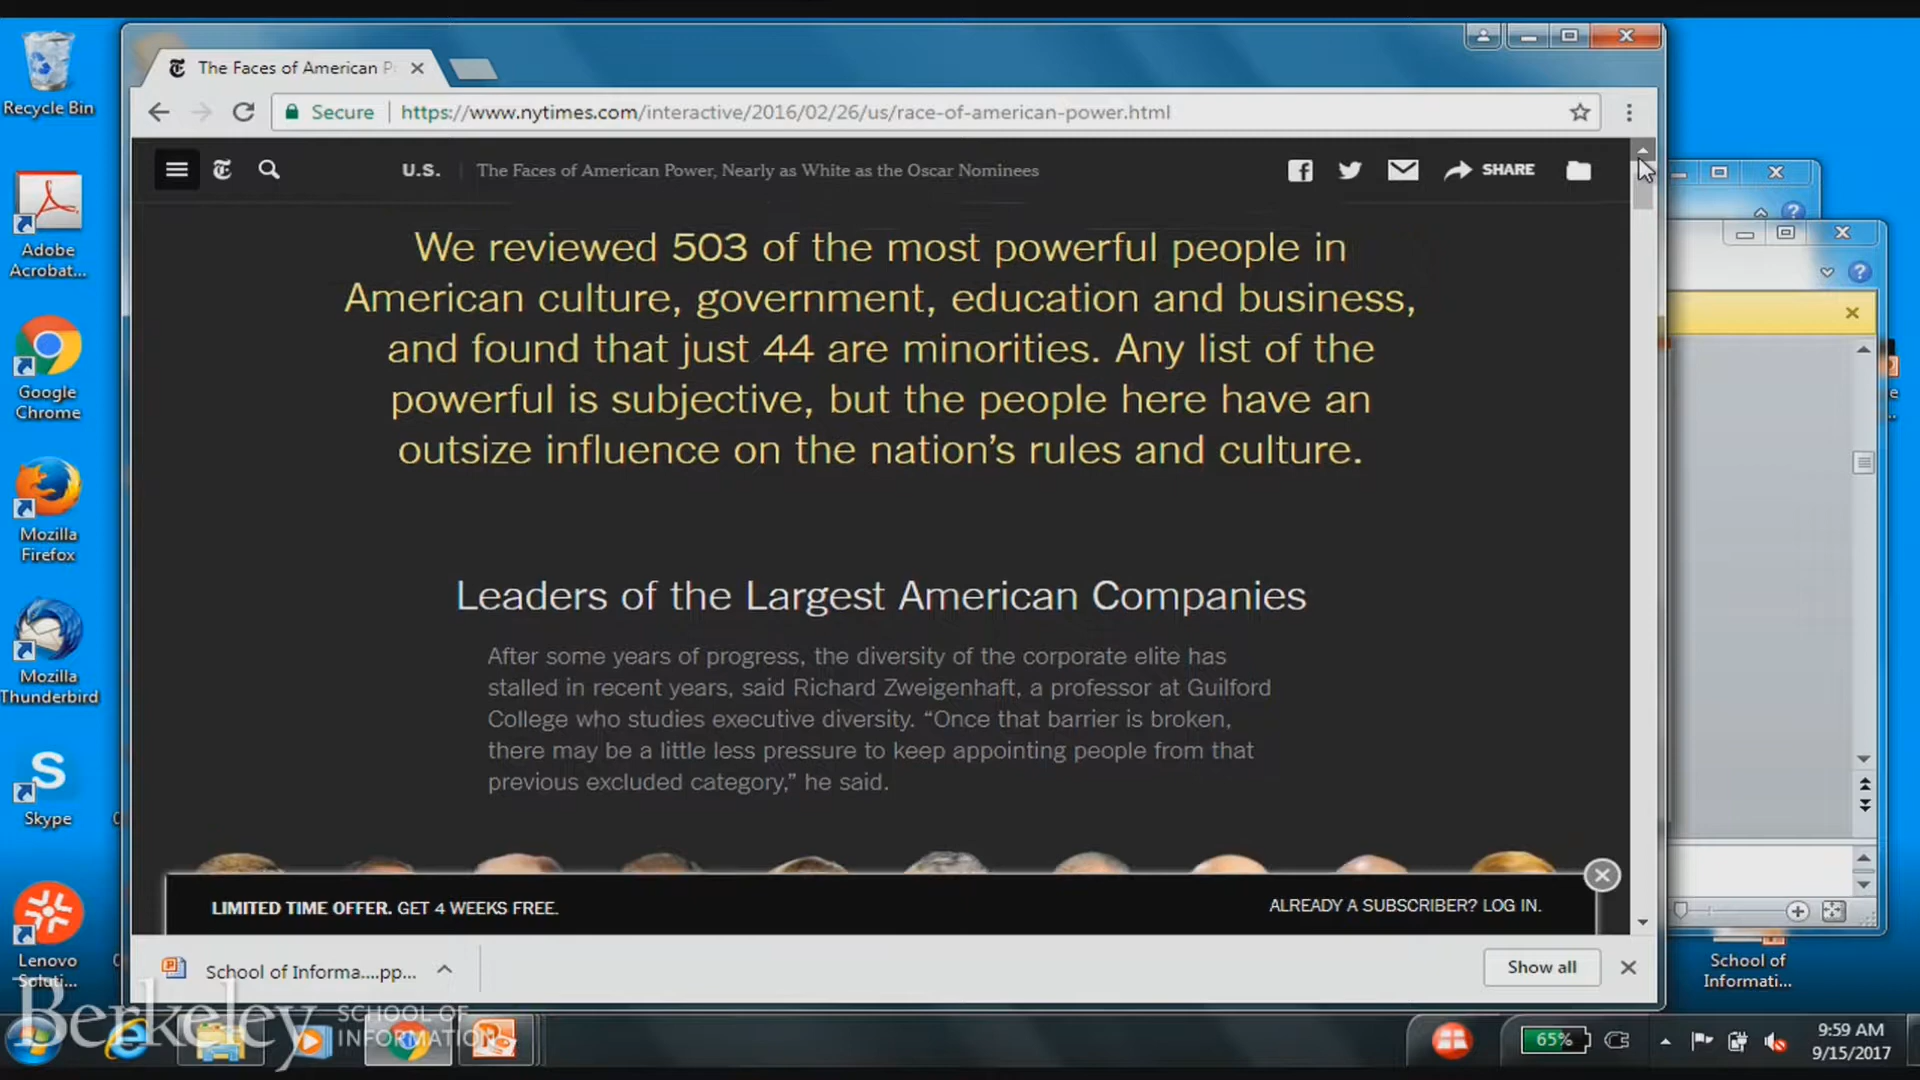 Recycle Bin
Adobe
Acrobat...
Google
Chrome
Mozilla
Firefox
Mozilla
Thunderbird
Skype
Lenovo
Soluti...
The Faces of American P
Secure
https://www.nytimes.com/interactive/2016/02/26/us/race-of-american-power.html
U.S.
The Faces of American Power, Nearly as White as the Oscar Nominees
SHARE
We reviewed 503 of the most powerful people in
American culture, government, education and business,
and found that just 44 are minorities. Any list of the
powerful is subjective, but the people here have an
outsize influence on the nation’s rules and culture.
Leaders of the Largest American Companies
After some years of progress, the diversity of the corporate elite has
stalled in recent years, said Richard Zweigenhaft, a professor at Guilford
College who studies executive diversity. “Once that barrier is broken,
there may be a little less pressure to keep appointing people from that
previous excluded category,” he said.
LIMITED TIME OFFER. GET 4 WEEKS FREE.
ALREADY A SUBSCRIBER? LOG IN.
School of Informa....pp...
Show all
School of
Informati...
Berkeley
SCHOOL OF
INFORMATION
65%
9:59 AM
9/15/2017